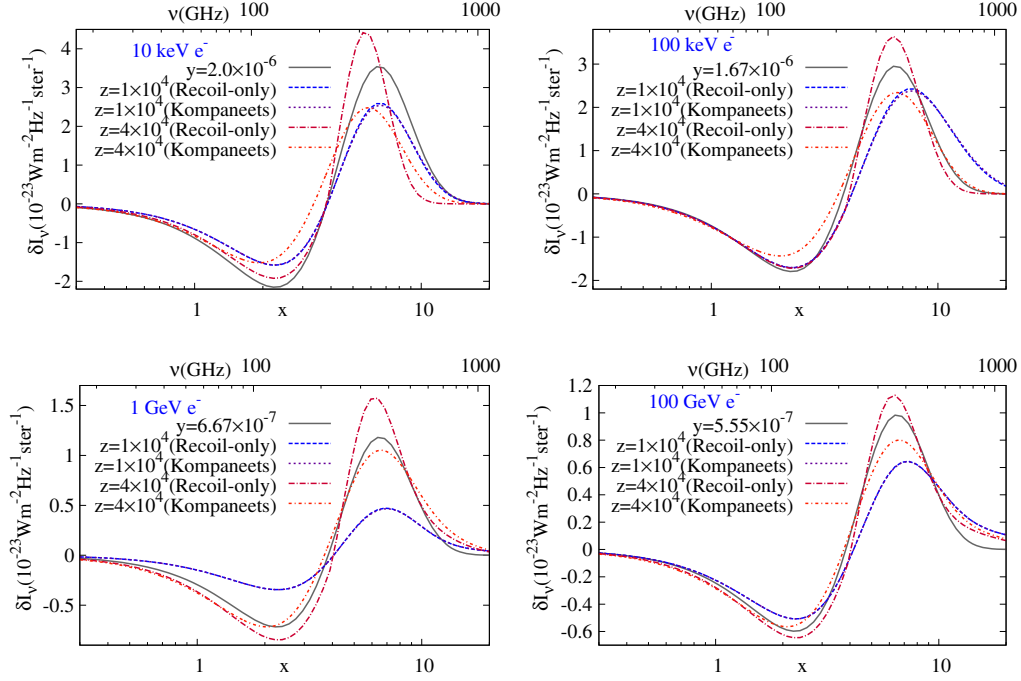 ν(GHz) 100 1000
10 keV e⁻
y=2.0×10⁻⁶
z=1×10⁴(Recoil-only)
z=1×10⁴(Kompaneets)
z=4×10⁴(Recoil-only)
z=4×10⁴(Kompaneets)
4
3
2
1
0
-1
-2
δIᵥ(10⁻²³Wm⁻²Hz⁻¹ster⁻¹)
1 x 10
ν(GHz) 100 1000
100 keV e⁻
y=1.67×10⁻⁶
z=1×10⁴(Recoil-only)
z=1×10⁴(Kompaneets)
z=4×10⁴(Recoil-only)
z=4×10⁴(Kompaneets)
3
2
1
0
-1
-2
δIᵥ(10⁻²³Wm⁻²Hz⁻¹ster⁻¹)
1 x 10
ν(GHz) 100 1000
1 GeV e⁻
y=6.67×10⁻⁷
z=1×10⁴(Recoil-only)
z=1×10⁴(Kompaneets)
z=4×10⁴(Recoil-only)
z=4×10⁴(Kompaneets)
1.5
1
0.5
0
-0.5
δIᵥ(10⁻²³Wm⁻²Hz⁻¹ster⁻¹)
1 x 10
ν(GHz) 100 1000
100 GeV e⁻
y=5.55×10⁻⁷
z=1×10⁴(Recoil-only)
z=1×10⁴(Kompaneets)
z=4×10⁴(Recoil-only)
z=4×10⁴(Kompaneets)
1.2
1
0.8
0.6
0.4
0.2
0
-0.2
-0.4
-0.6
δIᵥ(10⁻²³Wm⁻²Hz⁻¹ster⁻¹)
1 x 10